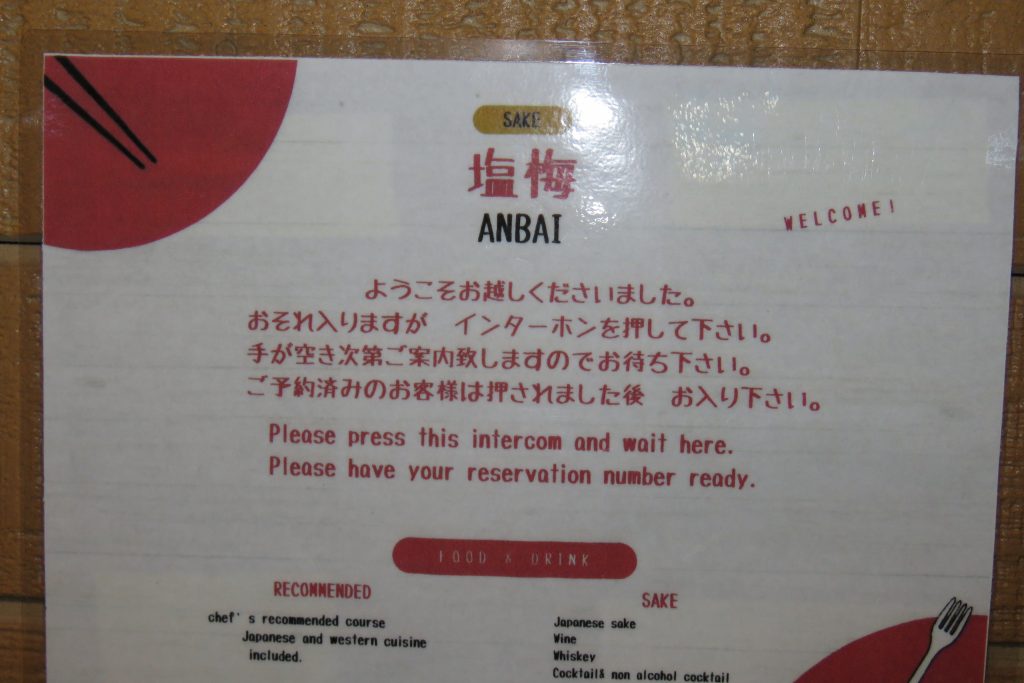 SAKE
塩梅
ANBAI
WELCOME!
ようこそお越しくださいました。
おそれ入りますが　インターホンを押して下さい。
手が空き次第ご案内致しますのでお待ち下さい。
ご予約済みのお客様は押されました後　お入り下さい。
Please press this intercom and wait here.
Please have your reservation number ready.
FOOD & DRINK
RECOMMENDED
chef's recommended course
Japanese and western cuisine
included.
SAKE
Japanese sake
Wine
Whiskey
Cocktail& non alcohol cocktail